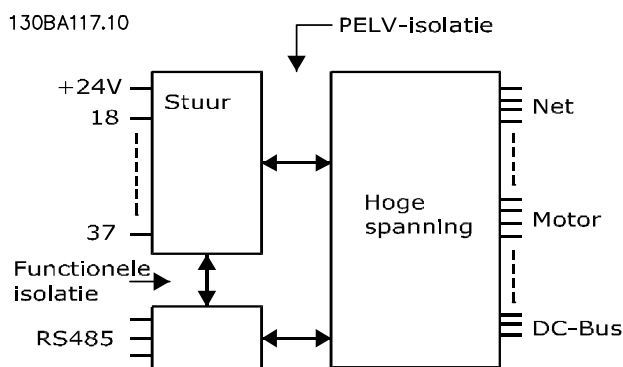 130BA117.10
PELV-isolatie
+24V
Stuur
18
Net
Hoge
spanning
Motor
37
Functionele
isolatie
RS485
DC-Bus